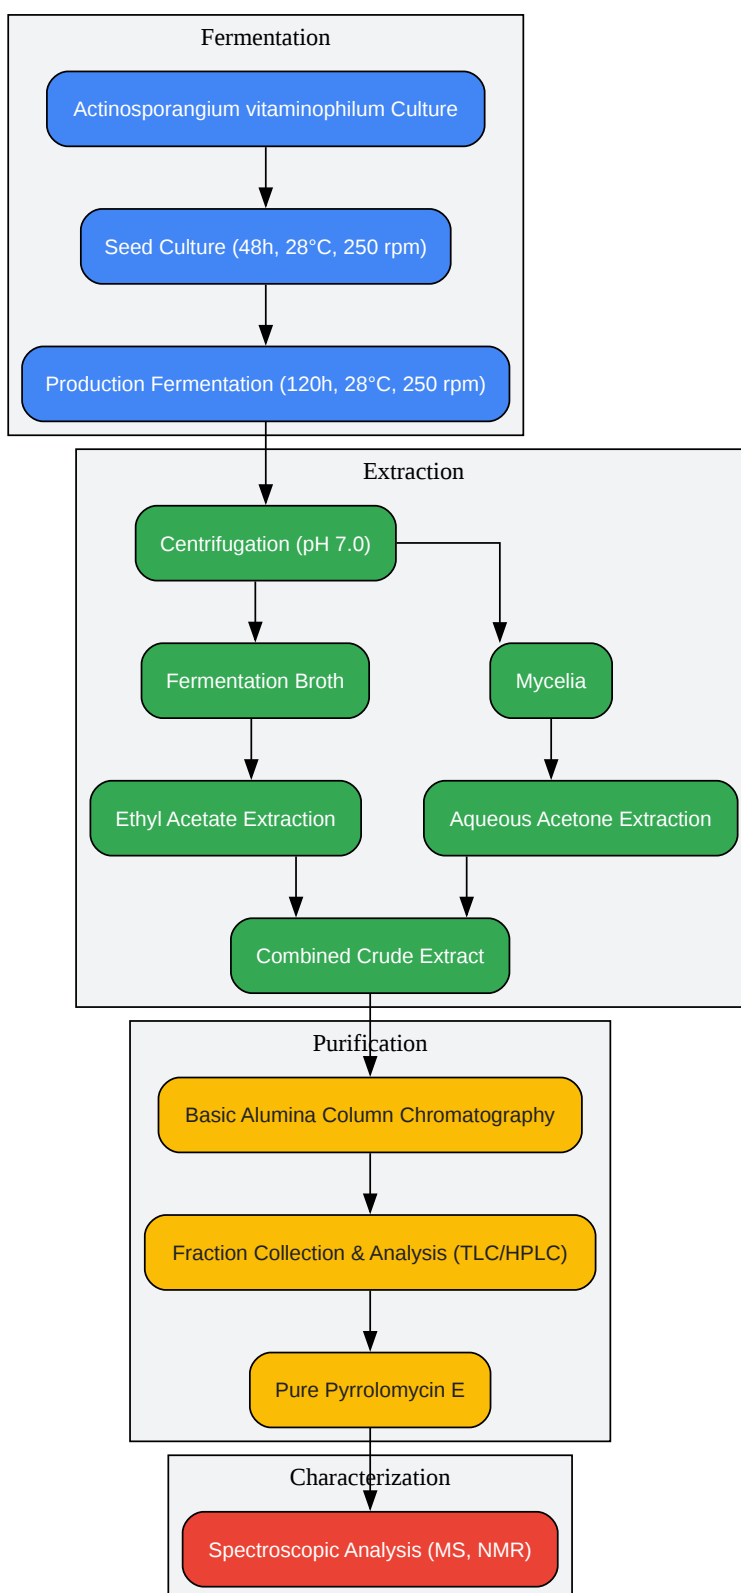 Fermentation
Actinosporangium vitaminophilum Culture
Seed Culture (48h, 28°C, 250 rpm)
Production Fermentation (120h, 28°C, 250 rpm)
Extraction
Centrifugation (pH 7.0)
Fermentation Broth
Mycelia
Ethyl Acetate Extraction
Aqueous Acetone Extraction
Combined Crude Extract
Purification
Basic Alumina Column Chromatography
Fraction Collection & Analysis (TLC/HPLC)
Pure Pyrrolomycin E
Characterization
Spectroscopic Analysis (MS, NMR)